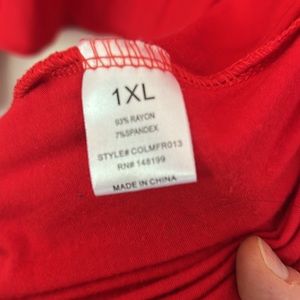 1XL
93% RAYON
7% SPANDEX
STYLE# COLMFR013
RN# 148199
MADE IN CHINA